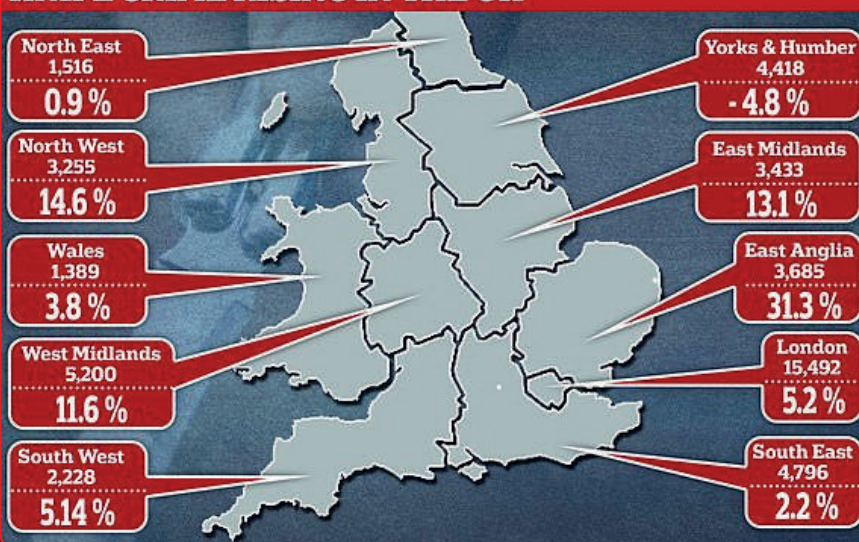 North East
1,516
0.9 %
North West
3,255
14.6 %
Wales
1,389
3.8 %
West Midlands
5,200
11.6 %
South West
2,228
5.14 %
Yorks & Humber
4,418
- 4.8 %
East Midlands
3,433
13.1 %
East Anglia
3,685
31.3 %
London
15,492
5.2 %
South East
4,796
2.2 %